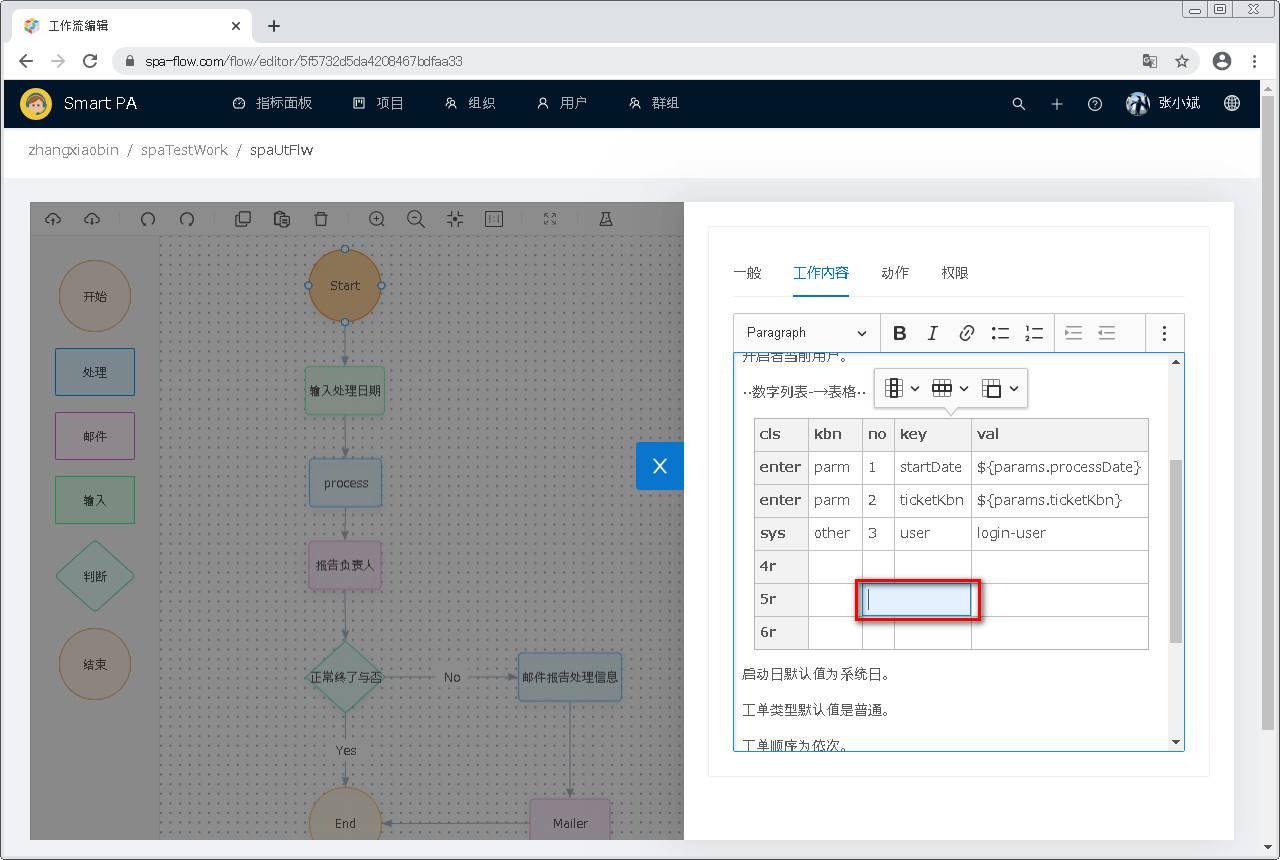 工作流编辑
spa-flow.com/flow/editor/5f5732d5da4208467bdfaa33
Smart PA 指标面板 项目 组织 用户 群组 张小斌
zhangxiaobin / spaTestWork / spaUtFlw
开始
处理
邮件
输入
判断
结束
Start
输入处理日期
process
报告负责人
正常终了与否 No 邮件报告处理信息
Yes
End Mailer
X
一般 工作内容 动作 权限
Paragraph B I
开启者当前用户。
··数字列表-→表格··
cls kbn no key val
enter parm 1 startDate ${params.processDate}
enter parm 2 ticketKbn ${params.ticketKbn}
sys other 3 user login-user
4r
5r
6r
启动日默认值为系统日。
工单类型默认值是普通。
工单顺序为依次。